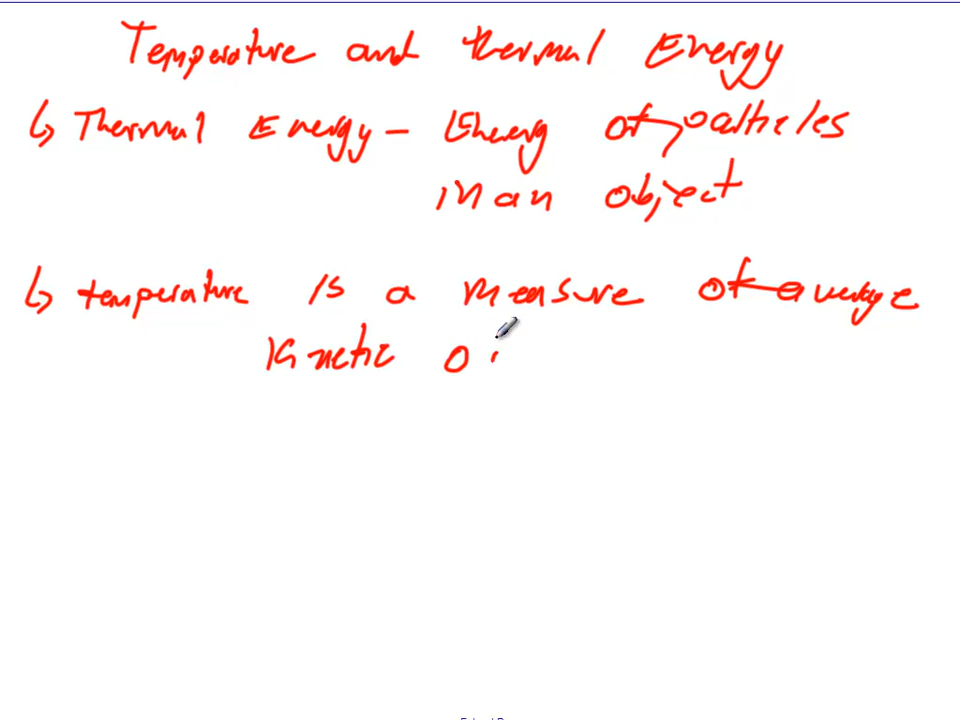 Temperature and thermal Energy
↳ Thermal Energy - Energy of particles
in an object
↳ temperature is a measure of average
Kinetic o